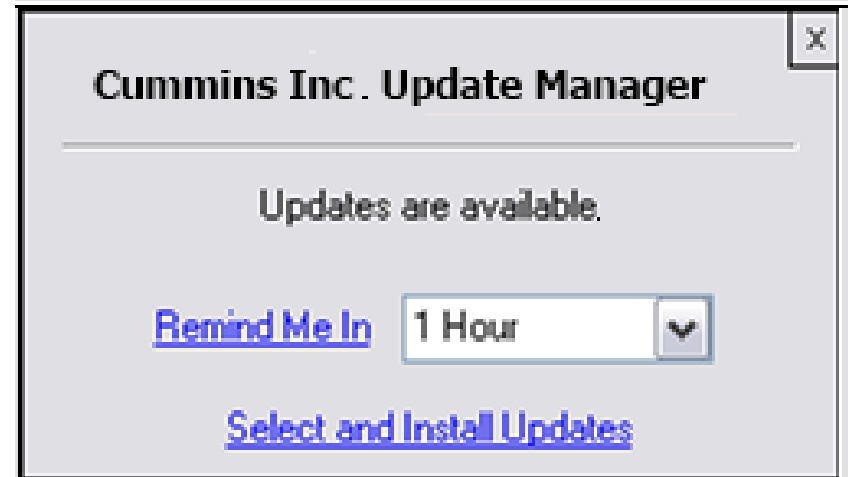 X
Cummins Inc. Update Manager
Updates are available.
Remind Me In 1 Hour
Select and Install Updates